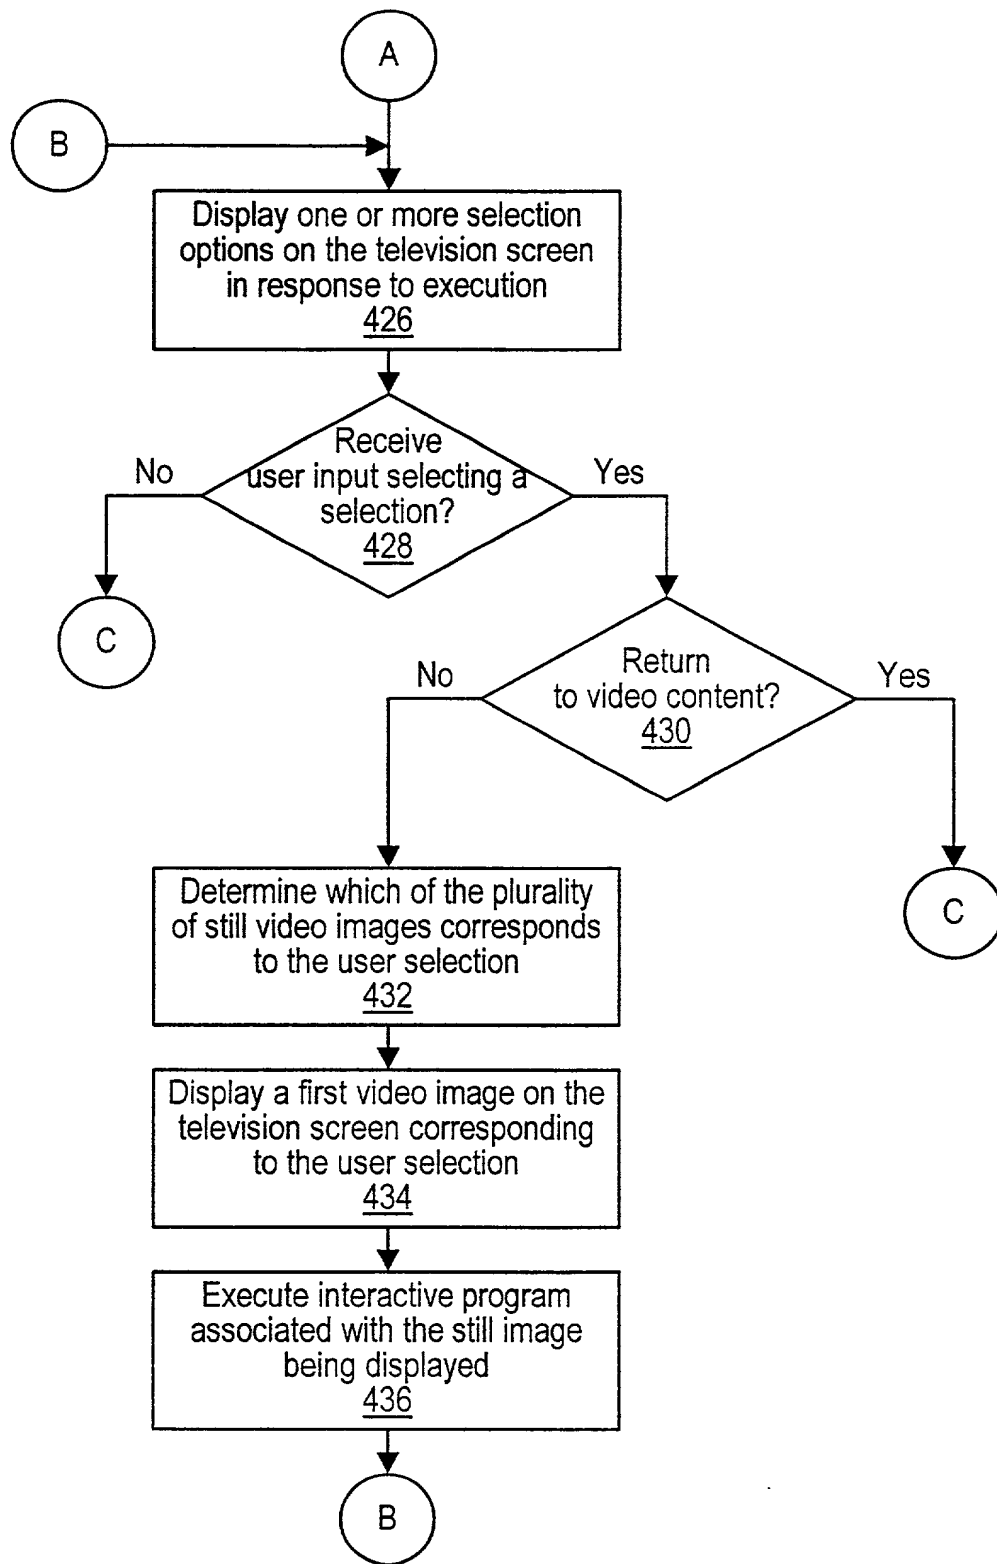 A
B
Display one or more selection
options on the television screen
in response to execution
426
Receive
user input selecting a
selection?
428
No
Yes
C
Return
to video content?
430
No
Yes
C
Determine which of the plurality
of still video images corresponds
to the user selection
432
Display a first video image on the
television screen corresponding
to the user selection
434
Execute interactive program
associated with the still image
being displayed
436
B